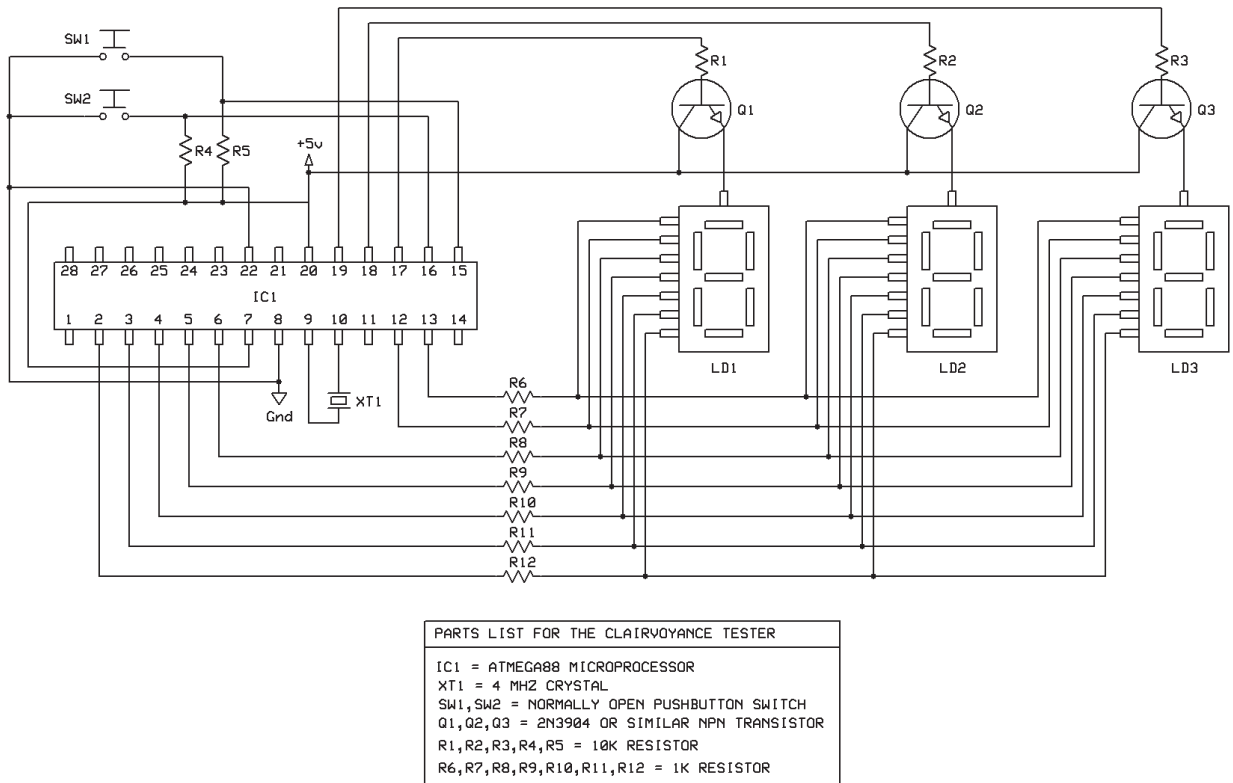 SW1
R1
R2
R3
SW2
Q1
Q2
Q3
R4
R5
+5v
28 27 26 25 24 23 22 21 20 19 18 17 16 15
IC1
1 2 3 4 5 6 7 8 9 10 11 12 13 14
LD1
LD2
LD3
R6
XT1
Gnd
R7
R8
R9
R10
R11
R12
PARTS LIST FOR THE CLAIRVOYANCE TESTER
IC1 = ATMEGA88 MICROPROCESSOR
XT1 = 4 MHZ CRYSTAL
SW1,SW2 = NORMALLY OPEN PUSHBUTTON SWITCH
Q1,Q2,Q3 = 2N3904 OR SIMILAR NPN TRANSISTOR
R1,R2,R3,R4,R5 = 10K RESISTOR
R6,R7,R8,R9,R10,R11,R12 = 1K RESISTOR